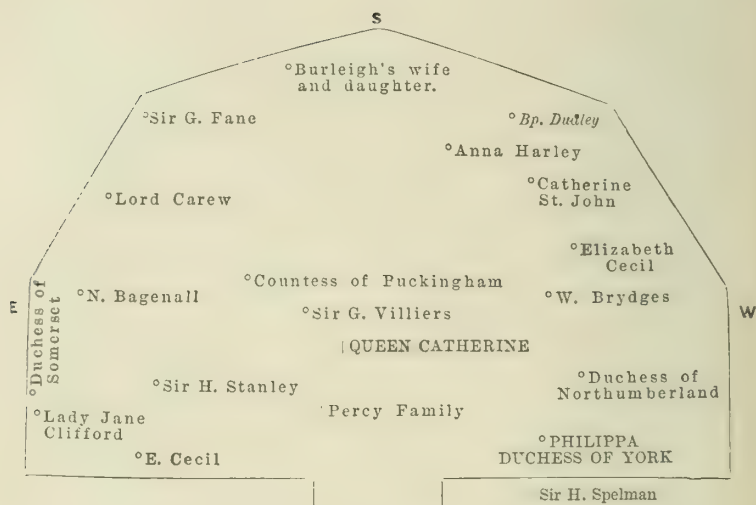 S
Burleigh's wife
and daughter.
Sir G. Fane
Bp. Dudley
Anna Harley
Lord Carew
Catherine
St. John
Elizabeth
Cecil
N. Bagenall
Countess of Puckingham
W. Brydges
E
Duchess of
Somerset
W
Sir G. Villiers
QUEEN CATHERINE
Sir H. Stanley
Duchess of
Northumberland
Percy Family
Lady Jane
Clifford
E. Cecil
PHILIPPA
DUCHESS OF YORK
Sir H. Spelman